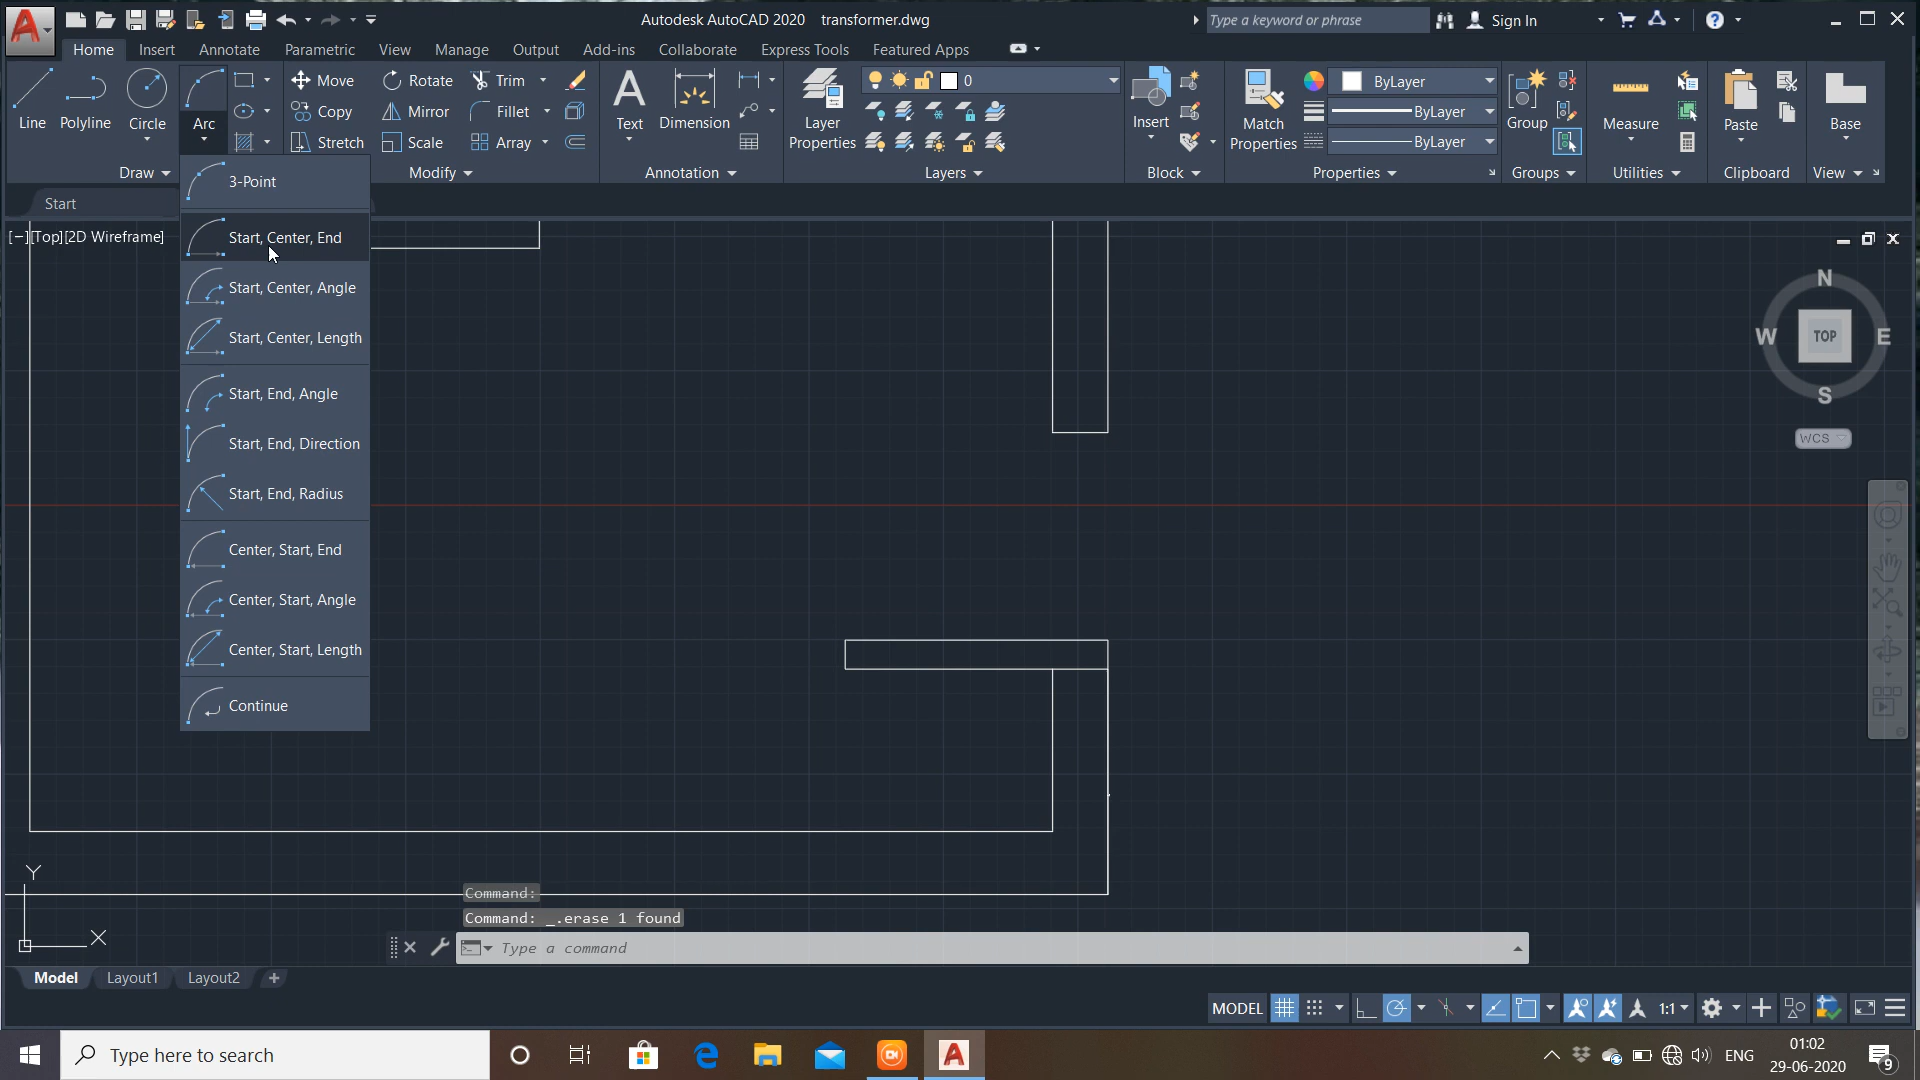 Autodesk AutoCAD 2020 transformer.dwg
Type a keyword or phrase
Sign In
Home Insert Annotate Parametric View Manage Output Add-ins Collaborate Express Tools Featured Apps
Line Polyline Circle Arc
Move Rotate Trim
Copy Mirror Fillet
Stretch Scale Array
Text Dimension
Layer Properties
0
Insert
Match Properties
ByLayer
ByLayer
ByLayer
Group
Measure
Paste
Base
Draw Modify Annotation Layers Block Properties Groups Utilities Clipboard View
Start
[−][Top][2D Wireframe]
3-Point
Start, Center, End
Start, Center, Angle
Start, Center, Length
Start, End, Angle
Start, End, Direction
Start, End, Radius
Center, Start, End
Center, Start, Angle
Center, Start, Length
Continue
N
W TOP E
S
WCS
Y
X
Command:
Command: _.erase 1 found
Type a command
Model Layout1 Layout2 +
MODEL 1:1
Type here to search
ENG
01:02
29-06-2020
9